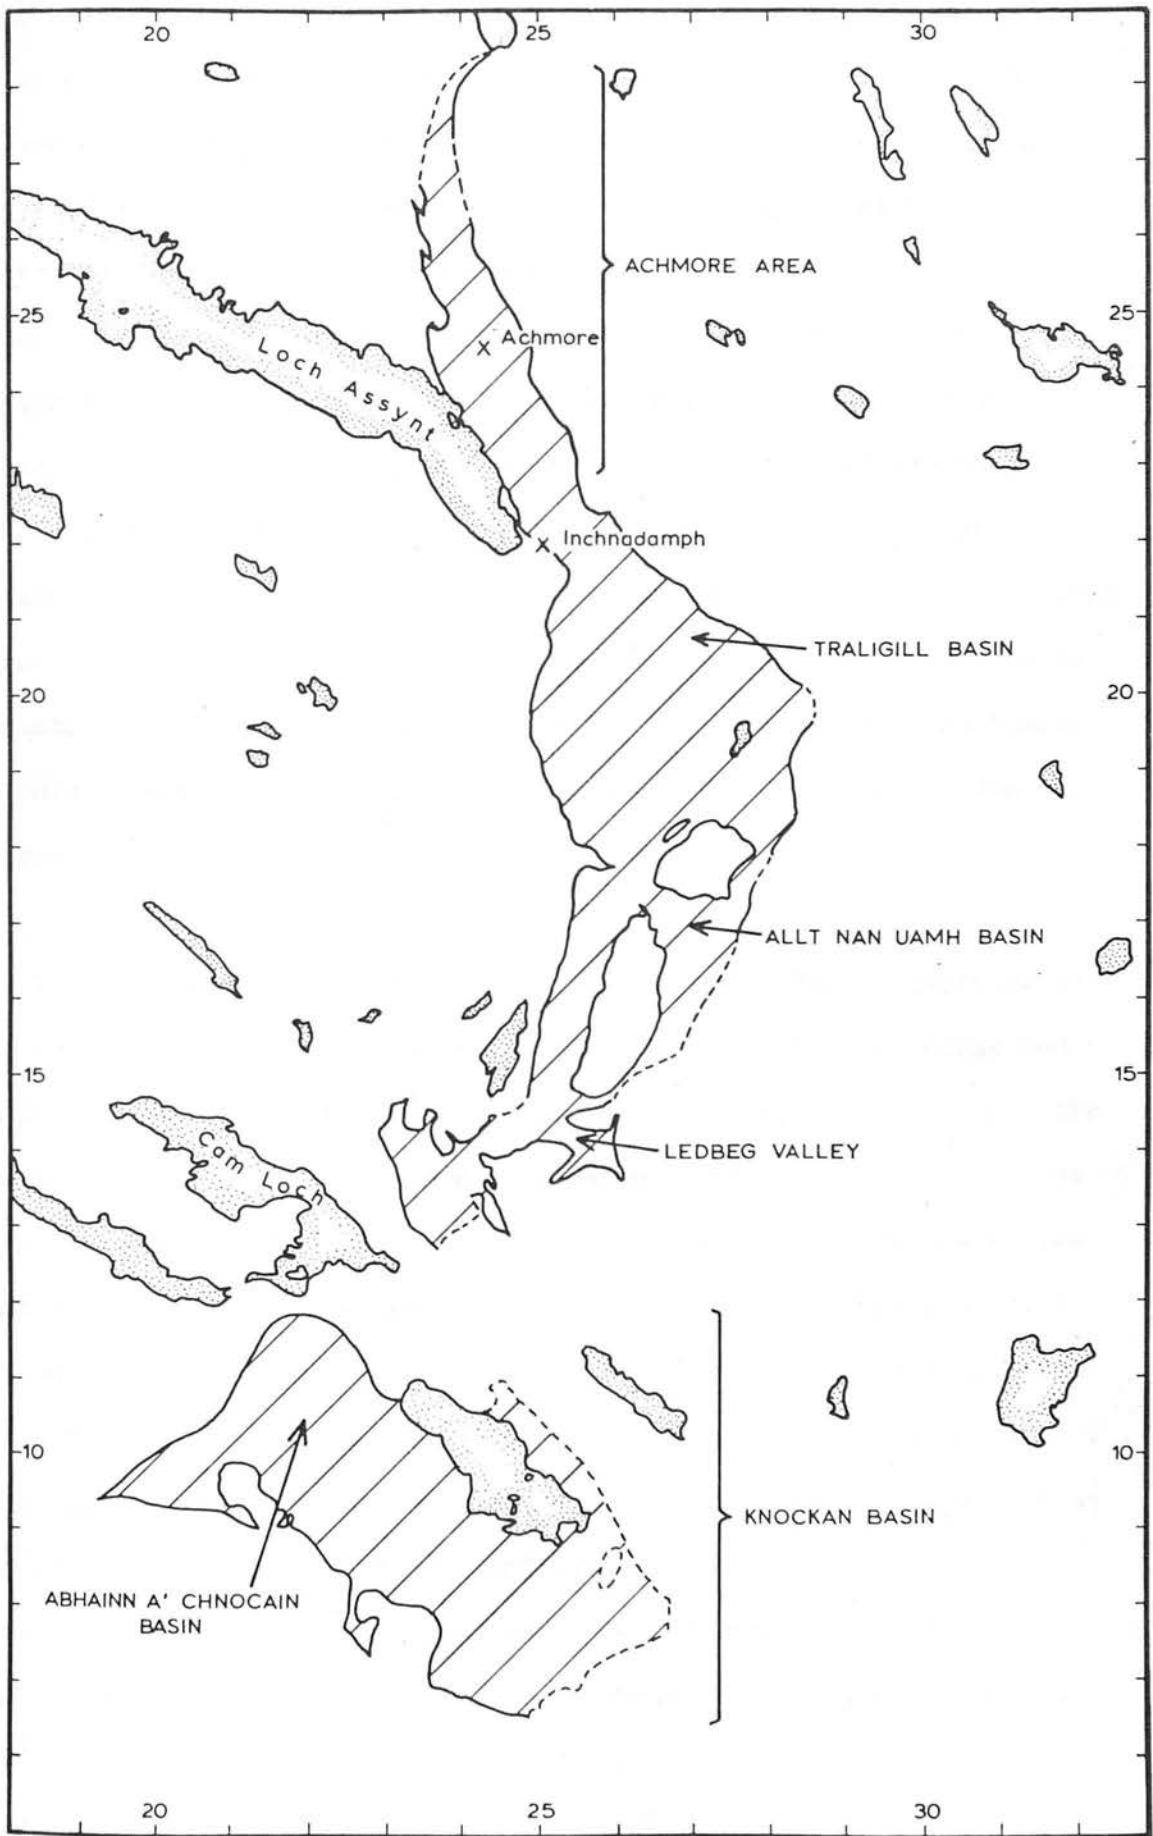 20 25 30
ACHMORE AREA
25 25
Achmore
Loch Assynt
Inchnadamph
TRALIGILL BASIN
20 20
ALLT NAN UAMH BASIN
15 15
LEDBEG VALLEY
Cam Loch
10 10
KNOCKAN BASIN
ABHAINN A' CHNOCAIN
BASIN
20 25 30